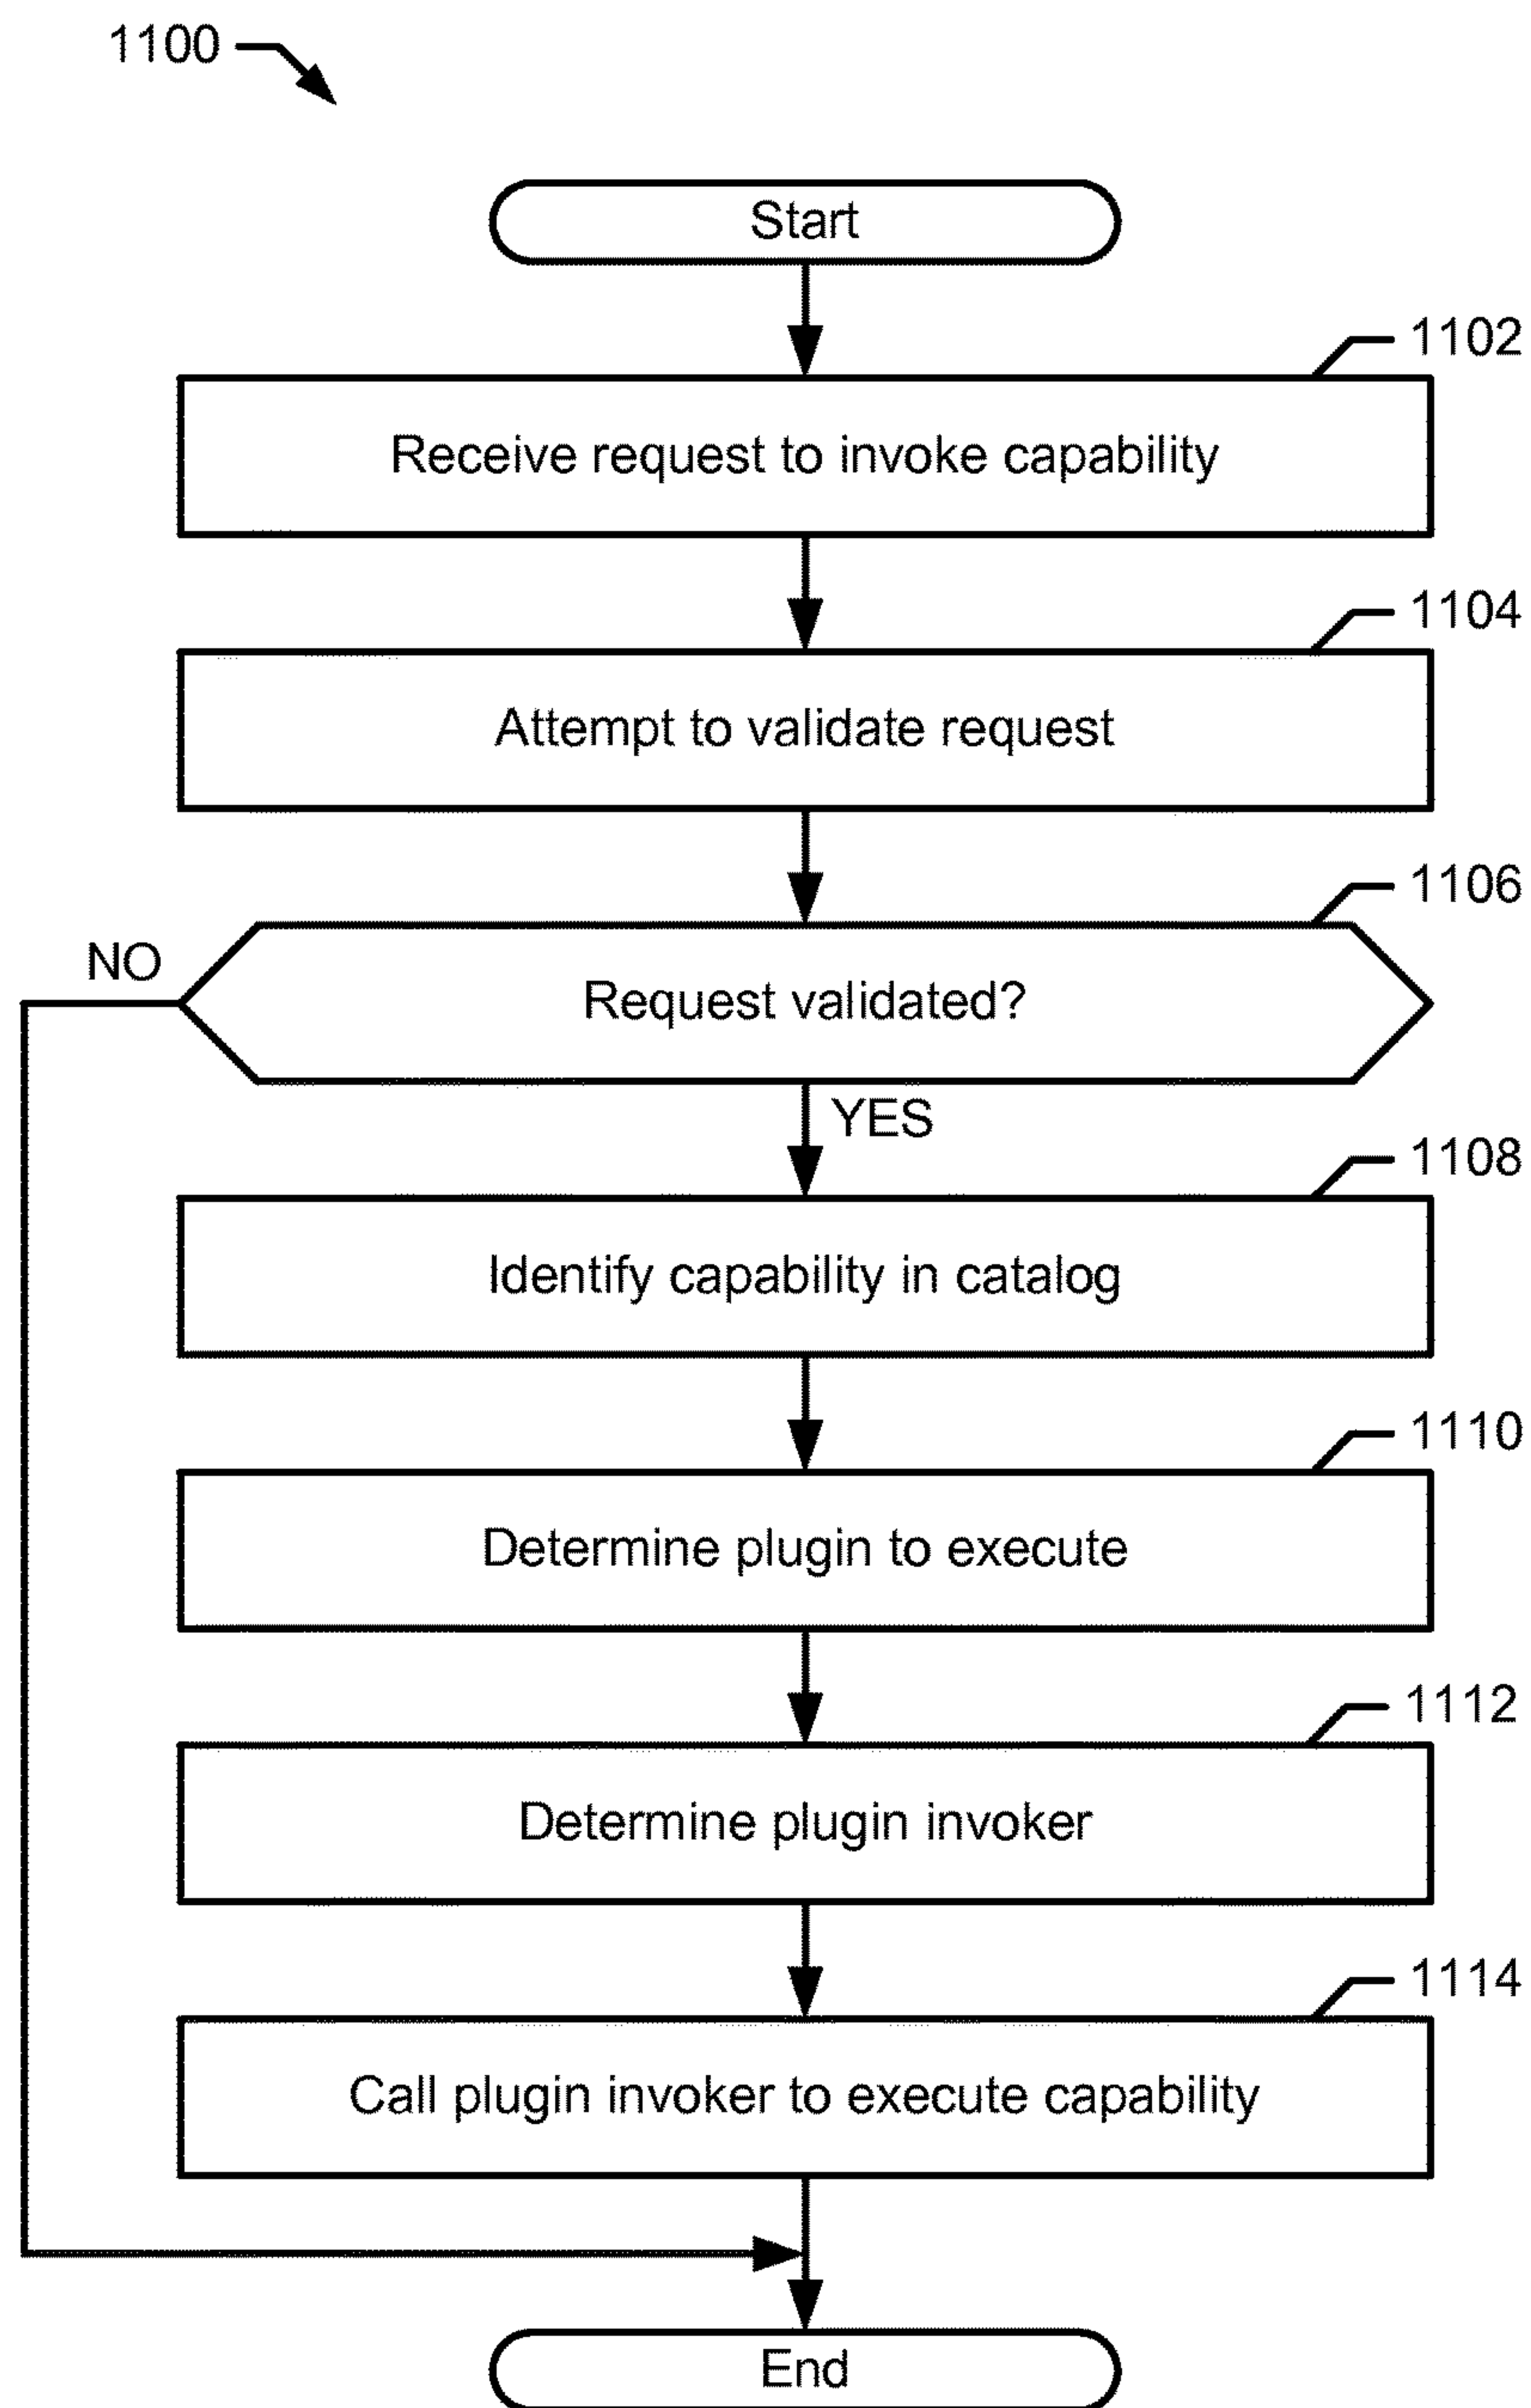 1100
Start
1102
Receive request to invoke capability
1104
Attempt to validate request
1106
NO
Request validated?
YES
1108
Identify capability in catalog
1110
Determine plugin to execute
1112
Determine plugin invoker
1114
Call plugin invoker to execute capability
End